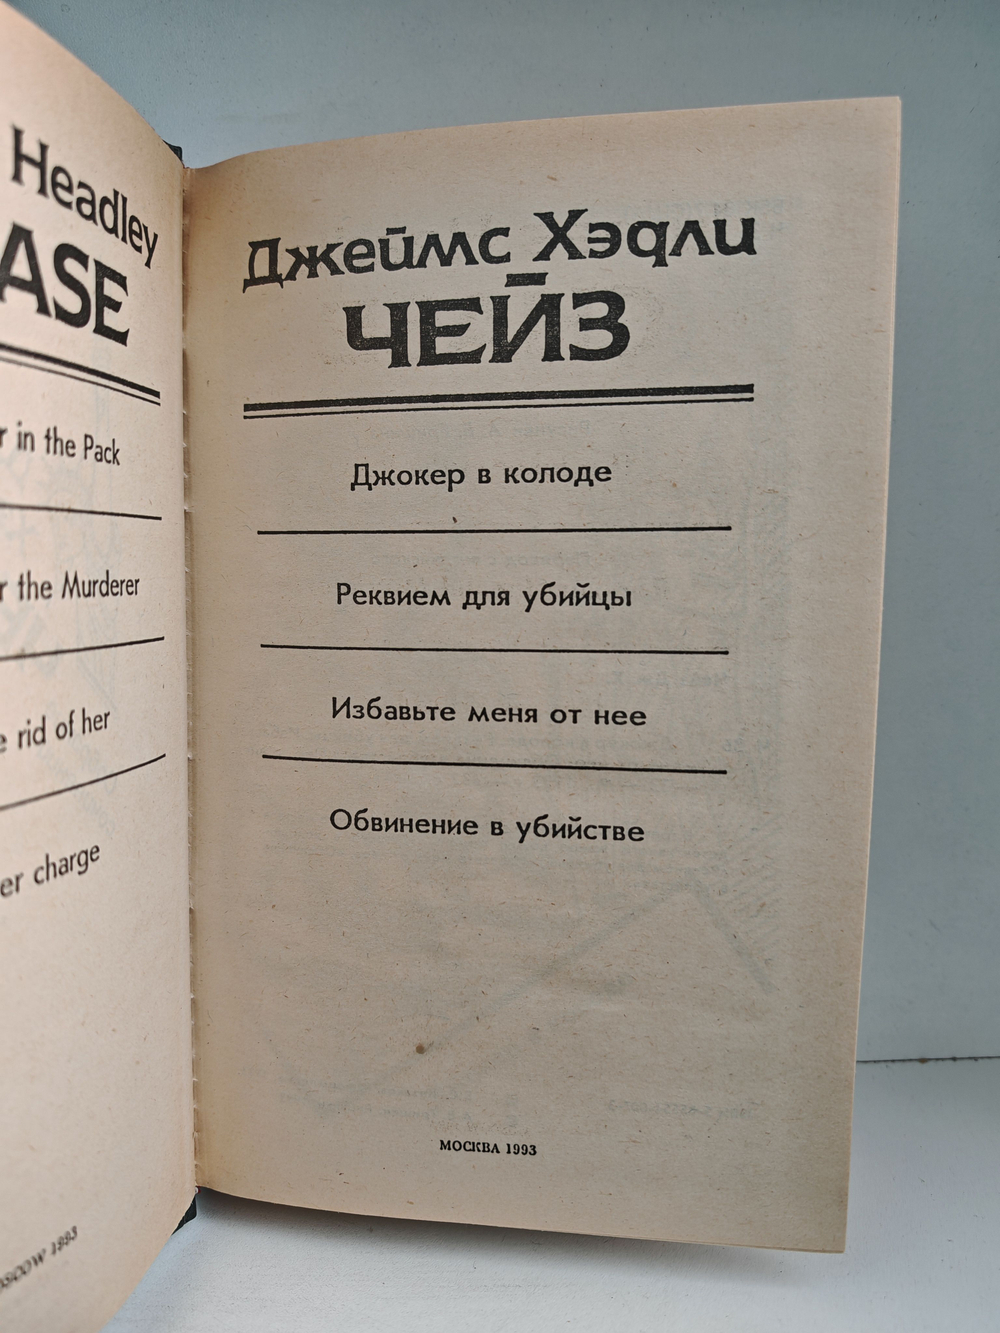 Headley
ASE
in the Pack
the Murderer
rid of her
charge
1993
Джеймс Хэдли
ЧЕЙЗ
Джокер в колоде
Реквием для убийцы
Избавьте меня от нее
Обвинение в убийстве
МОСКВА 1993